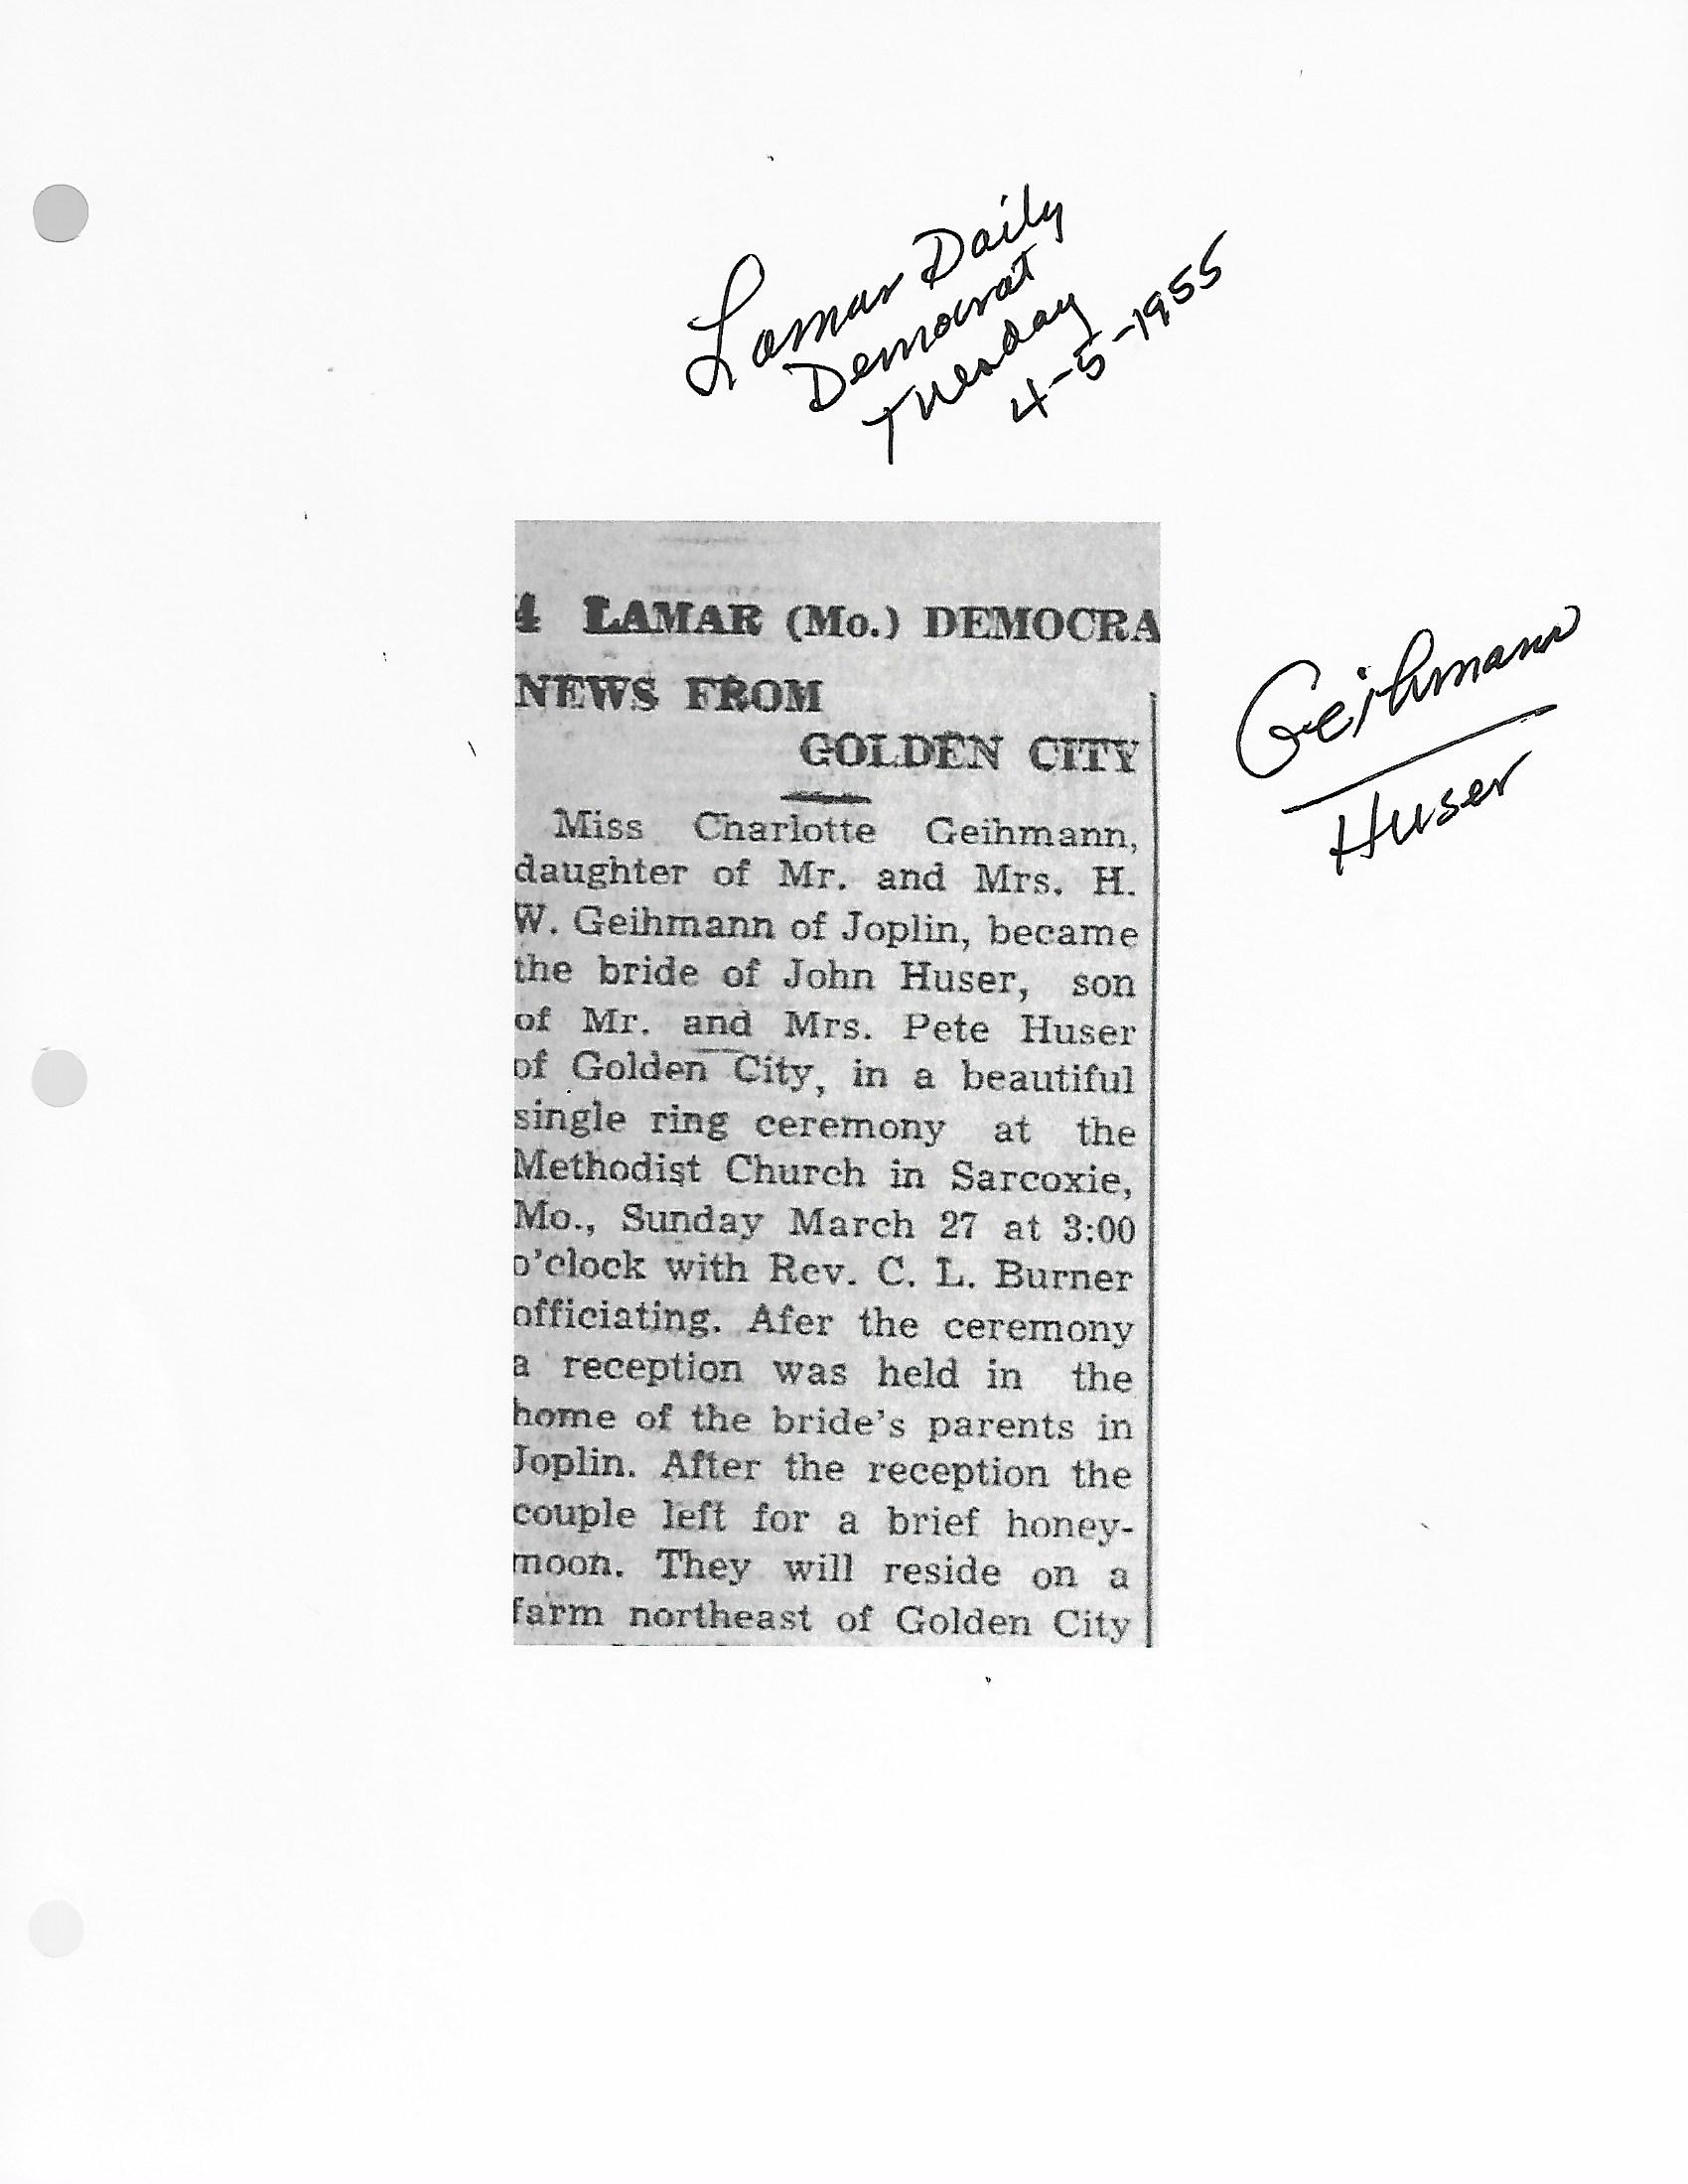 Lamar Daily
Democrat
Tuesday
4-5-1955
4 LAMAR (Mo.) DEMOCRA
NEWS FROM
GOLDEN CITY
Geihmann
Huser
Miss Charlotte Geihmann,
daughter of Mr. and Mrs. H.
W. Geihmann of Joplin, became
the bride of John Huser, son
of Mr. and Mrs. Pete Huser
of Golden City, in a beautiful
single ring ceremony at the
Methodist Church in Sarcoxie,
Mo., Sunday March 27 at 3:00
o'clock with Rev. C. L. Burner
officiating. Afer the ceremony
a reception was held in the
home of the bride's parents in
Joplin. After the reception the
couple left for a brief honey-
moon. They will reside on a
farm northeast of Golden City